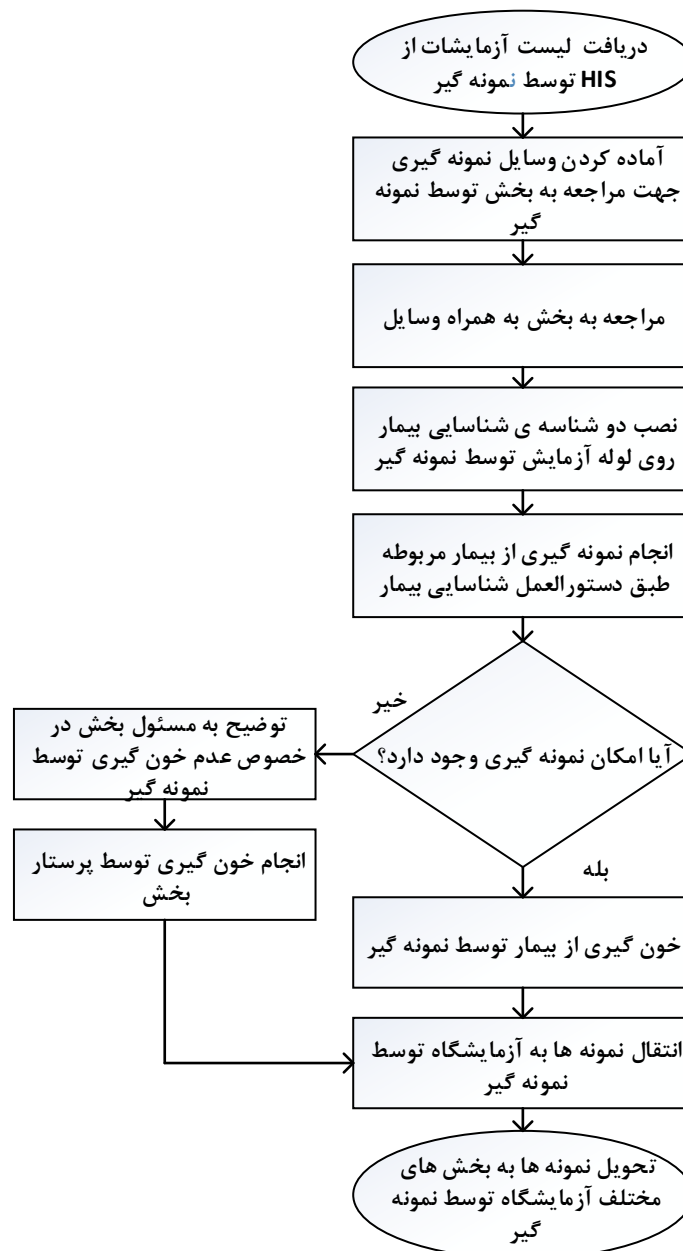 دریافت لیست آزمایشات از
HIS توسط نمونه گیر
آماده کردن وسایل نمونه گیری
جهت مراجعه به بخش توسط نمونه
گیر
مراجعه به بخش به همراه وسایل
نصب دو شناسه ی شناسایی بیمار
روی لوله آزمایش توسط نمونه گیر
انجام نمونه گیری از بیمار مربوطه
طبق دستورالعمل شناسایی بیمار
آیا امکان نمونه گیری وجود دارد؟
خیر
توضیح به مسئول بخش در
خصوص عدم خون گیری توسط
نمونه گیر
انجام خون گیری توسط پرستار
بخش
بله
خون گیری از بیمار توسط نمونه گیر
انتقال نمونه ها به آزمایشگاه توسط
نمونه گیر
تحویل نمونه ها به بخش های
مختلف آزمایشگاه توسط نمونه
گیر